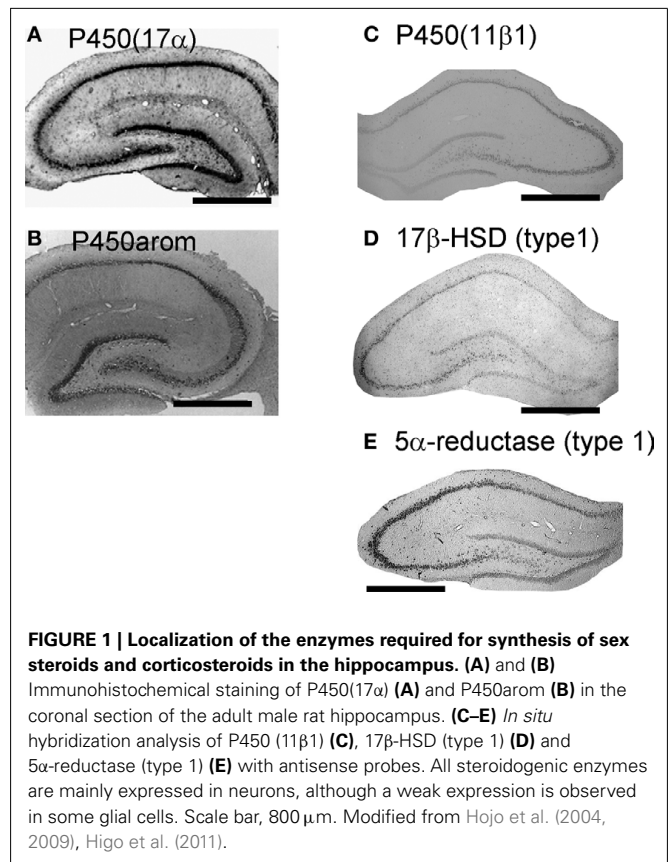 A P450(17α)
B P450arom
C P450(11β1)
D 17β-HSD (type1)
E 5α-reductase (type 1)
FIGURE 1 | Localization of the enzymes required for synthesis of sex
steroids and corticosteroids in the hippocampus. (A) and (B)
Immunohistochemical staining of P450(17α) (A) and P450arom (B) in the
coronal section of the adult male rat hippocampus. (C–E) In situ
hybridization analysis of P450 (11β1) (C), 17β-HSD (type 1) (D) and
5α-reductase (type 1) (E) with antisense probes. All steroidogenic enzymes
are mainly expressed in neurons, although a weak expression is observed
in some glial cells. Scale bar, 800 μm. Modified from Hojo et al. (2004,
2009), Higo et al. (2011).